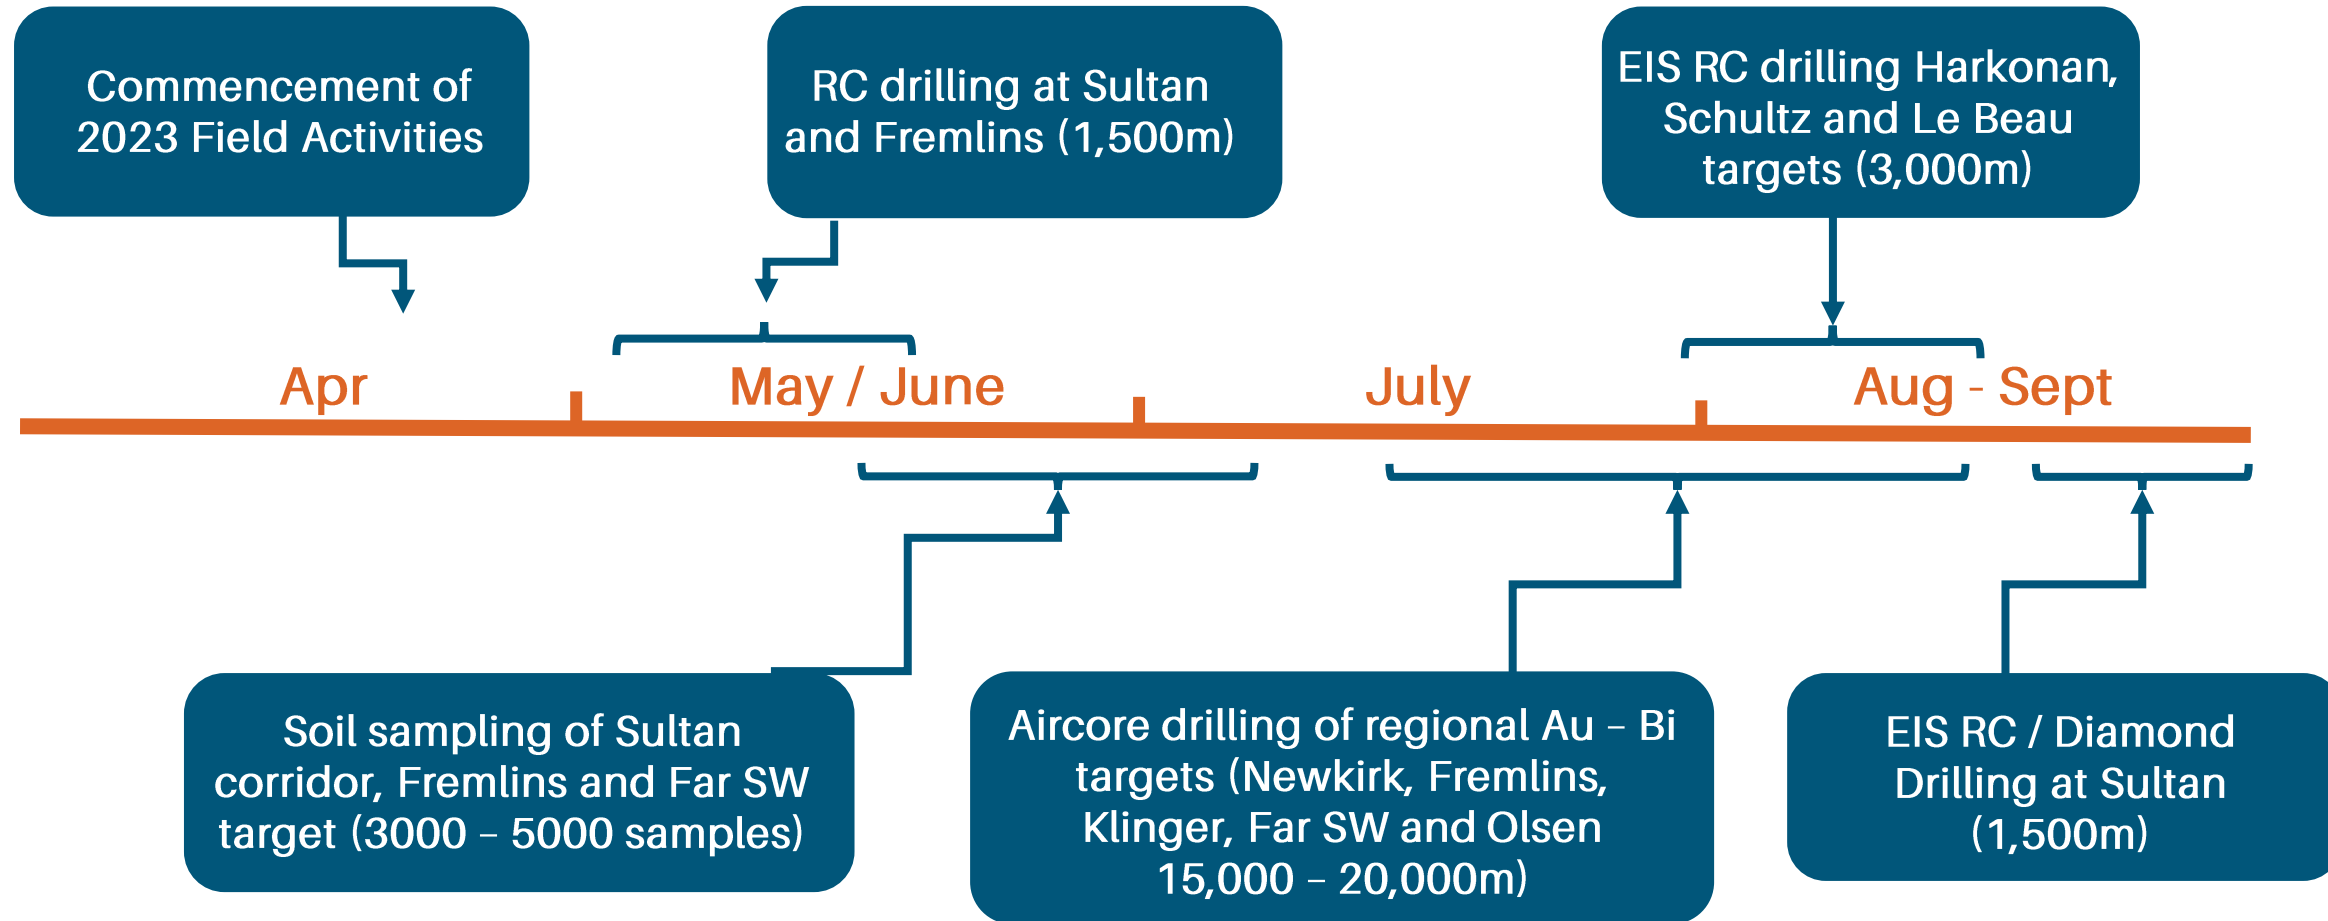 Commencement of
2023 Field Activities
RC drilling at Sultan
and Fremlins (1,500m)
EIS RC drilling Harkonan,
Schultz and Le Beau
targets (3,000m)
Apr
May / June
July
Aug - Sept
Soil sampling of Sultan
corridor, Fremlins and Far SW
target (3000 – 5000 samples)
Aircore drilling of regional Au – Bi
targets (Newkirk, Fremlins,
Klinger, Far SW and Olsen
15,000 – 20,000m)
EIS RC / Diamond
Drilling at Sultan
(1,500m)